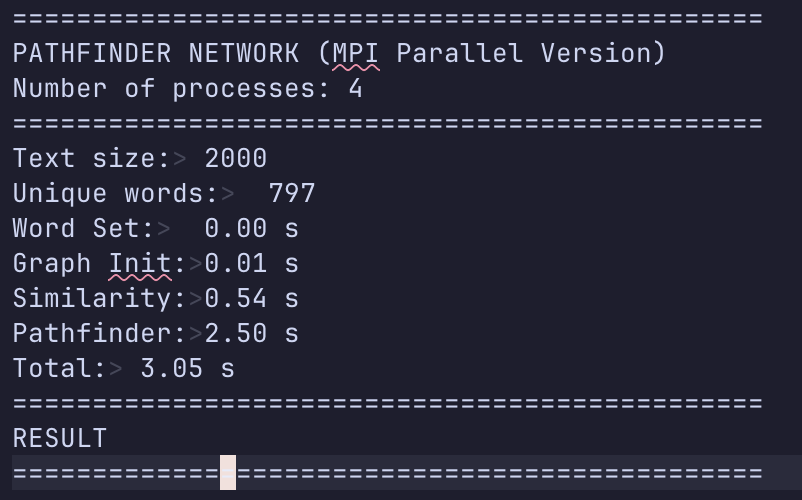 ===============================================
PATHFINDER NETWORK (MPI Parallel Version)
Number of processes: 4
===============================================
Text size:> 2000
Unique words:>  797
Word Set:>  0.00 s
Graph Init:>0.01 s
Similarity:>0.54 s
Pathfinder:>2.50 s
Total:> 3.05 s
===============================================
RESULT
===============================================